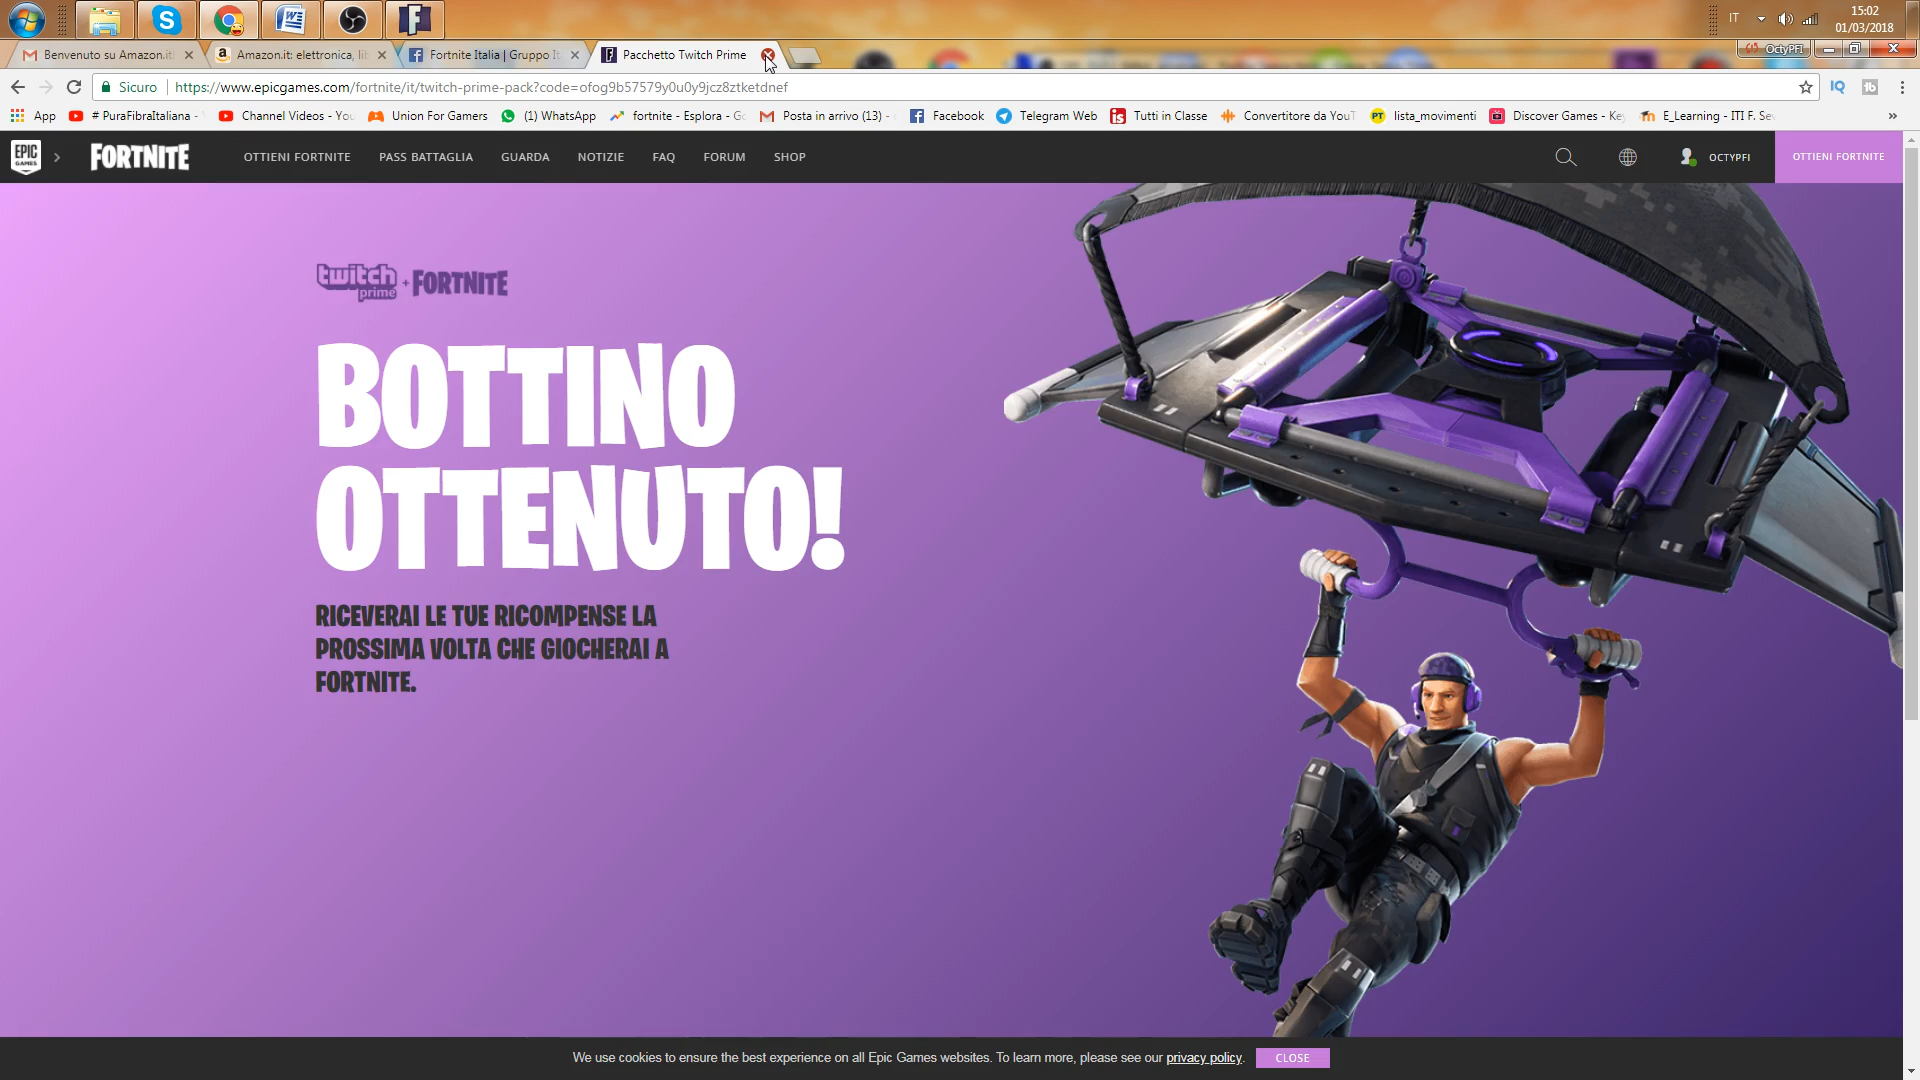 IT
15:02
01/03/2018
OctyPFI
Benvenuto su Amazon.it
Amazon.it: elettronica, lib
Fortnite Italia | Gruppo It
Pacchetto Twitch Prime
Sicuro
https://www.epicgames.com/fortnite/it/twitch-prime-pack?code=ofog9b57579y0u0y9jcz8ztketdnef
App
# PuraFibraItaliana -
Channel Videos - You
Union For Gamers
(1) WhatsApp
fortnite - Esplora - Go
Posta in arrivo (13) -
Facebook
Telegram Web
Tutti in Classe
Convertitore da YouT
lista_movimenti
Discover Games - Key
E_Learning - ITI F. Sev
EPIC GAMES
FORTNITE
OTTIENI FORTNITE
PASS BATTAGLIA
GUARDA
NOTIZIE
FAQ
FORUM
SHOP
OCTYPFI
OTTIENI FORTNITE
twitch prime + FORTNITE
BOTTINO
OTTENUTO!
RICEVERAI LE TUE RICOMPENSE LA
PROSSIMA VOLTA CHE GIOCHERAI A
FORTNITE.
We use cookies to ensure the best experience on all Epic Games websites. To learn more, please see our privacy policy.
CLOSE